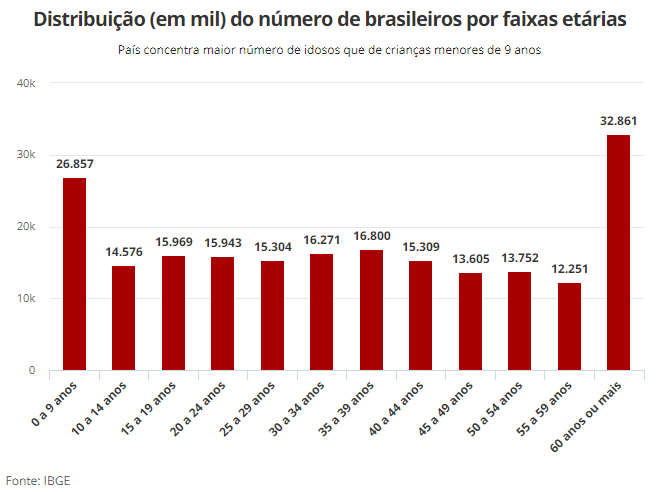 Distribuição (em mil) do número de brasileiros por faixas etárias
País concentra maior número de idosos que de crianças menores de 9 anos
40k
30k
20k
10k
0
26.857
14.576
15.969
15.943
15.304
16.271
16.800
15.309
13.605
13.752
12.251
32.861
0 a 9 anos
10 a 14 anos
15 a 19 anos
20 a 24 anos
25 a 29 anos
30 a 34 anos
35 a 39 anos
40 a 44 anos
45 a 49 anos
50 a 54 anos
55 a 59 anos
60 anos ou mais
Fonte: IBGE